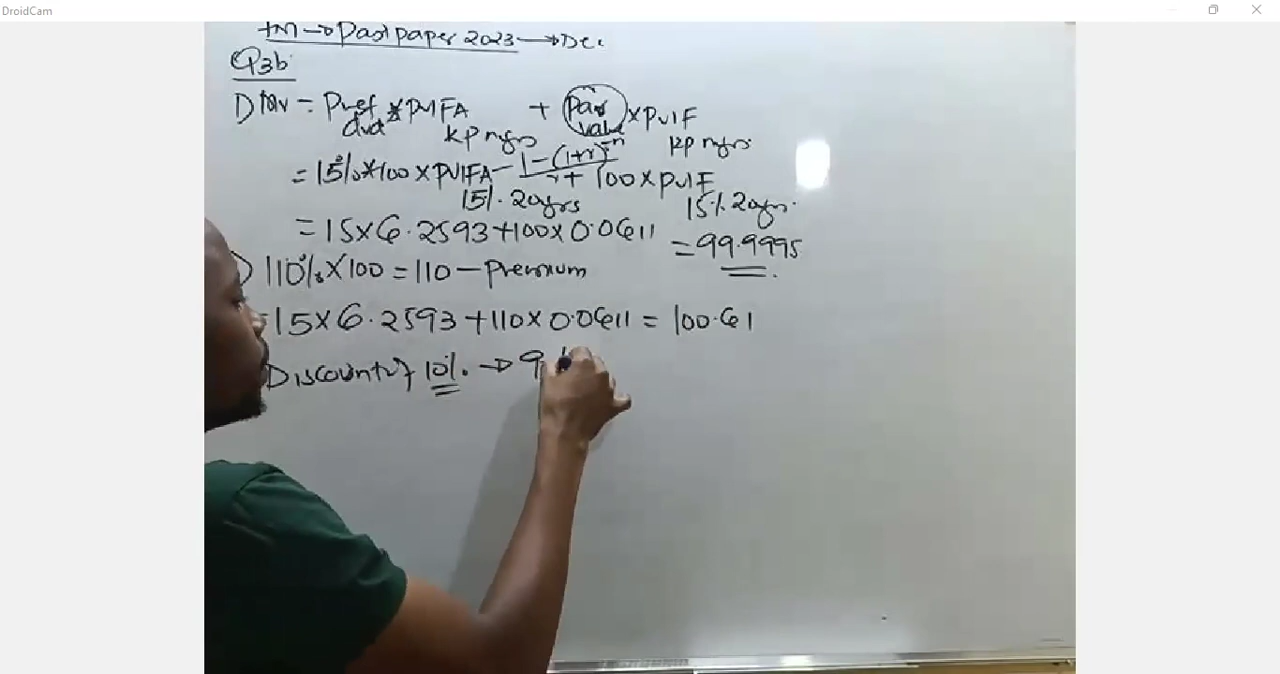 DroidCam
FM → Past paper 2023 → Dec
Q3b
= Pref div × PVIFA kp nyrs + Par value × PVIF kp nyrs
= 15% × 100 × PVIFA 15%. 20yrs 1-(1+r)^-n + 100 × PVIF 15%. 20yrs.
= 15 × 6.2593 + 100 × 0.0611 = 99.9995
) 110% × 100 = 110 — Premium
= 15 × 6.2593 + 110 × 0.0611 = 100.61
Discount of 10%. → 9